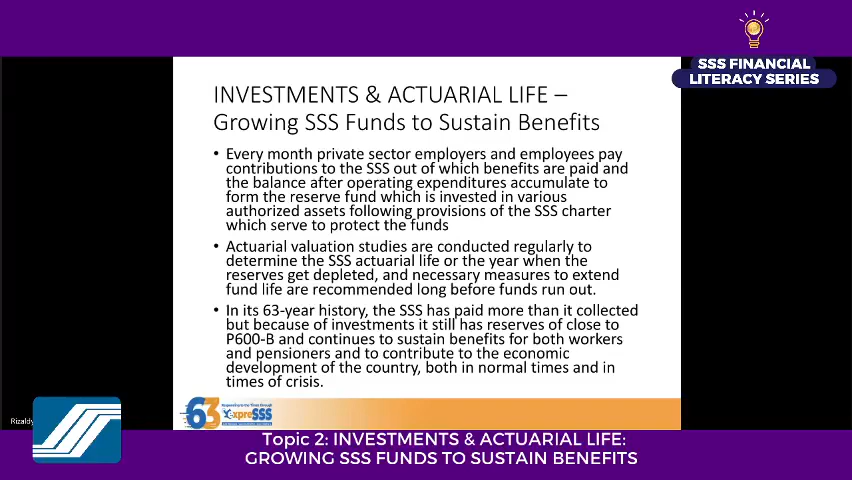 SSS FINANCIAL
LITERACY SERIES
INVESTMENTS & ACTUARIAL LIFE –
Growing SSS Funds to Sustain Benefits
• Every month private sector employers and employees pay
contributions to the SSS out of which benefits are paid and
the balance after operating expenditures accumulate to
form the reserve fund which is invested in various
authorized assets following provisions of the SSS charter
which serve to protect the funds
• Actuarial valuation studies are conducted regularly to
determine the SSS actuarial life or the year when the
reserves get depleted, and necessary measures to extend
fund life are recommended long before funds run out.
• In its 63-year history, the SSS has paid more than it collected
but because of investments it still has reserves of close to
P600-B and continues to sustain benefits for both workers
and pensioners and to contribute to the economic
development of the country, both in normal times and in
times of crisis.
63
expreSSS
Rizaldy
Topic 2: INVESTMENTS & ACTUARIAL LIFE:
GROWING SSS FUNDS TO SUSTAIN BENEFITS